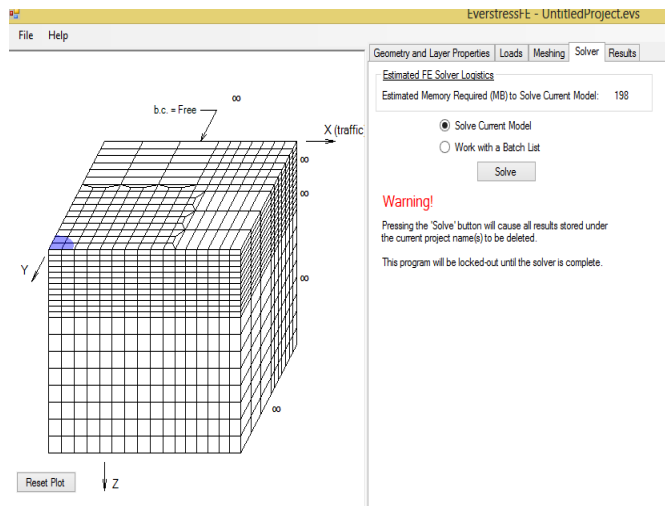 EverstressFE - UntitledProject.evs
File Help
Geometry and Layer Properties Loads Meshing Solver Results
Estimated FE Solver Logistics
Estimated Memory Required (MB) to Solve Current Model: 198
Solve Current Model
Work with a Batch List
Solve
Warning!
Pressing the 'Solve' button will cause all results stored under
the current project name(s) to be deleted.
This program will be locked-out until the solver is complete.
∞
b.c. = Free
X (traffic
∞
∞
Y
∞
∞
Z
Reset Plot